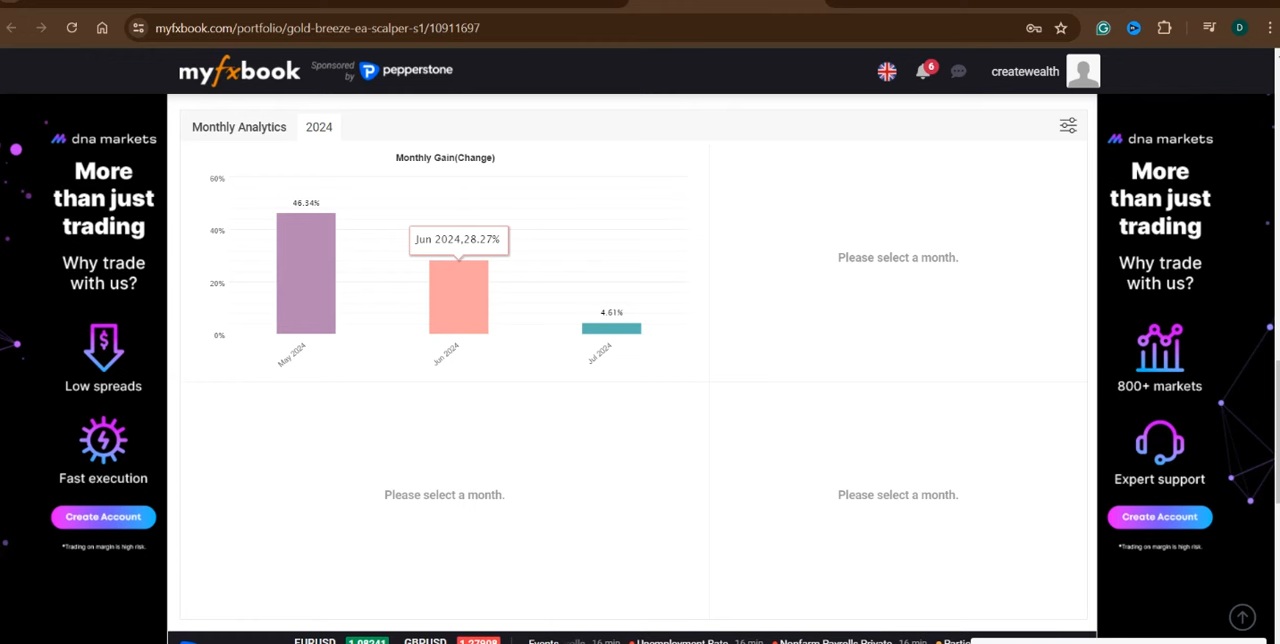 myfxbook.com/portfolio/gold-breeze-ea-scalper-s1/10911697
D
myfxbook
Sponsored
by
pepperstone
6
createwealth
dna markets
More
than just
trading
Why trade
with us?
Low spreads
Fast execution
Create Account
*Trading on margin is high risk.
Monthly Analytics
2024
Monthly Gain(Change)
60%
40%
20%
0%
46.34%
Jun 2024,28.27%
4.61%
May 2024
Jun 2024
Jul 2024
Please select a month.
Please select a month.
Please select a month.
dna markets
More
than just
trading
Why trade
with us?
800+ markets
Expert support
Create Account
*Trading on margin is high risk.
EURUSD 1.08241 GBPUSD 1.27908 Events 16 min Unemployment Rate 16 min Nonfarm Payrolls Private 16 min